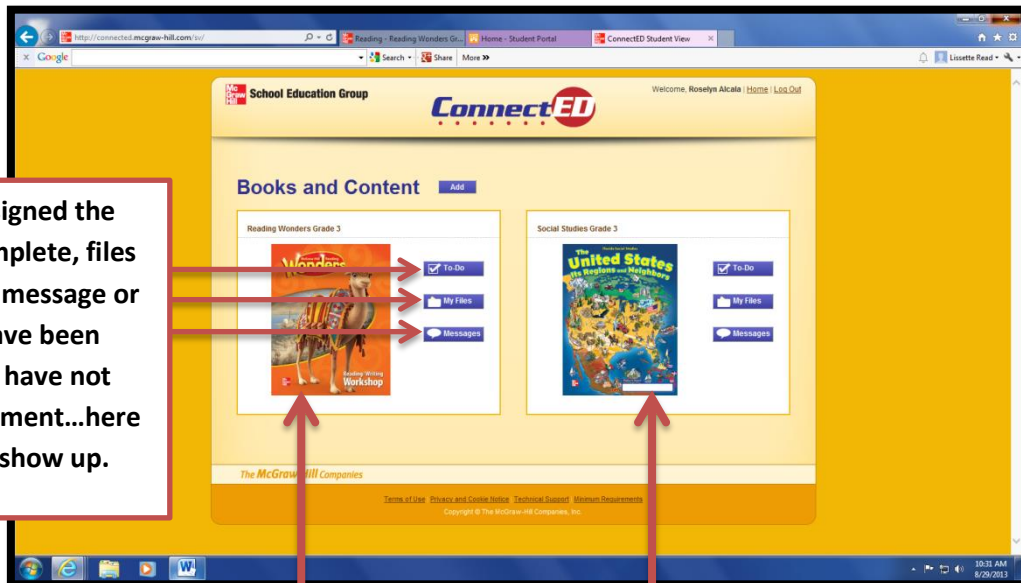 http://connected.mcgraw-hill.com/sv/
Reading - Reading Wonders Gr...
Home - Student Portal
ConnectED Student View
Google
Search
Share
More »
Lissette Read
Mc Graw Hill
School Education Group
ConnectED
Welcome, Roselyn Alcala | Home | Log Out
Books and Content
Add
Reading Wonders Grade 3
Wonders
Reading/Writing
Workshop
To-Do
My Files
Messages
Social Studies Grade 3
The
United States
Its Regions and Neighbors
To-Do
My Files
Messages
igned the
mplete, files
message or
ave been
have not
ment…here
show up.
The McGraw-Hill Companies
Terms of Use Privacy and Cookie Notice Technical Support Minimum Requirements
Copyright © The McGraw-Hill Companies, Inc.
10:31 AM
8/29/2013